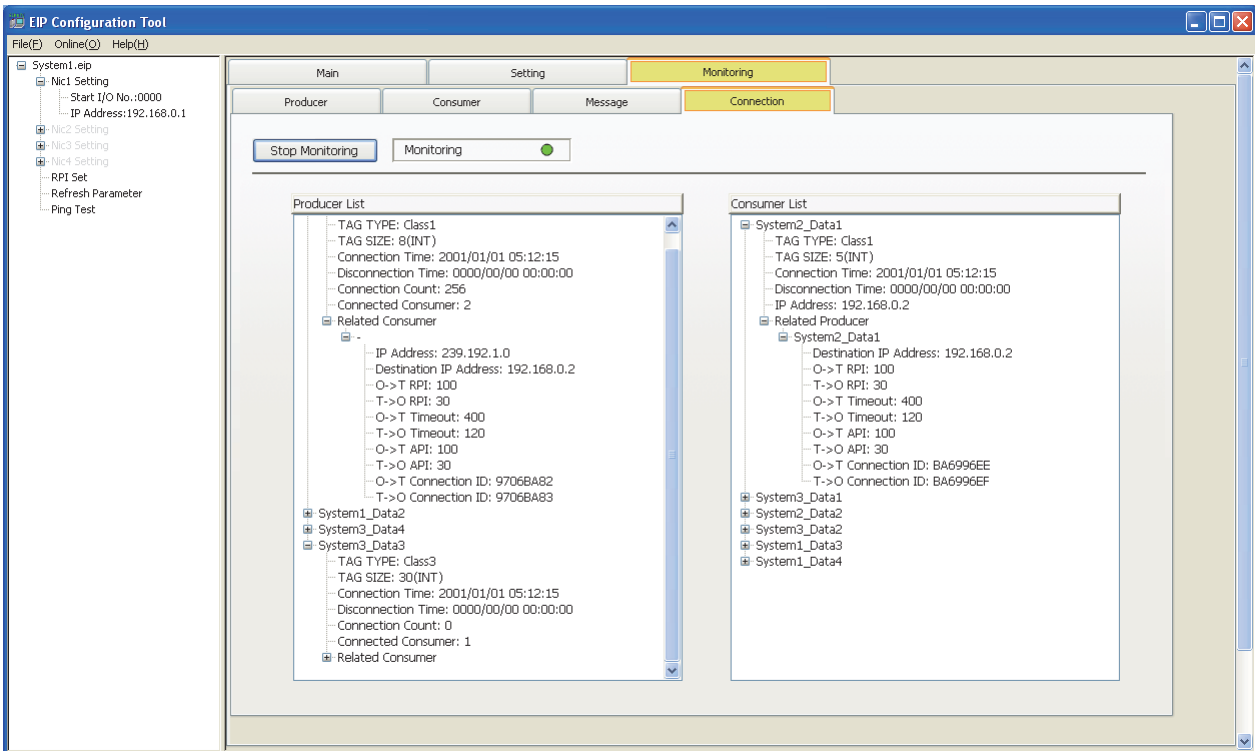 EIP Configuration Tool
File(F) Online(O) Help(H)
System1.eip
Nic1 Setting
Start I/O No.:0000
IP Address:192.168.0.1
Nic2 Setting
Nic3 Setting
Nic4 Setting
RPI Set
Refresh Parameter
Ping Test
Main Setting Monitoring
Producer Consumer Message Connection
Stop Monitoring Monitoring
Producer List
TAG TYPE: Class1
TAG SIZE: 8(INT)
Connection Time: 2001/01/01 05:12:15
Disconnection Time: 0000/00/00 00:00:00
Connection Count: 256
Connected Consumer: 2
Related Consumer
-
IP Address: 239.192.1.0
Destination IP Address: 192.168.0.2
O->T RPI: 100
T->O RPI: 30
O->T Timeout: 400
T->O Timeout: 120
O->T API: 100
T->O API: 30
O->T Connection ID: 9706BA82
T->O Connection ID: 9706BA83
System1_Data2
System3_Data4
System3_Data3
TAG TYPE: Class3
TAG SIZE: 30(INT)
Connection Time: 2001/01/01 05:12:15
Disconnection Time: 0000/00/00 00:00:00
Connection Count: 0
Connected Consumer: 1
Related Consumer
Consumer List
System2_Data1
TAG TYPE: Class1
TAG SIZE: 5(INT)
Connection Time: 2001/01/01 05:12:15
Disconnection Time: 0000/00/00 00:00:00
IP Address: 192.168.0.2
Related Producer
System2_Data1
Destination IP Address: 192.168.0.2
O->T RPI: 100
T->O RPI: 30
O->T Timeout: 400
T->O Timeout: 120
O->T API: 100
T->O API: 30
O->T Connection ID: BA6996EE
T->O Connection ID: BA6996EF
System3_Data1
System2_Data2
System3_Data2
System1_Data3
System1_Data4